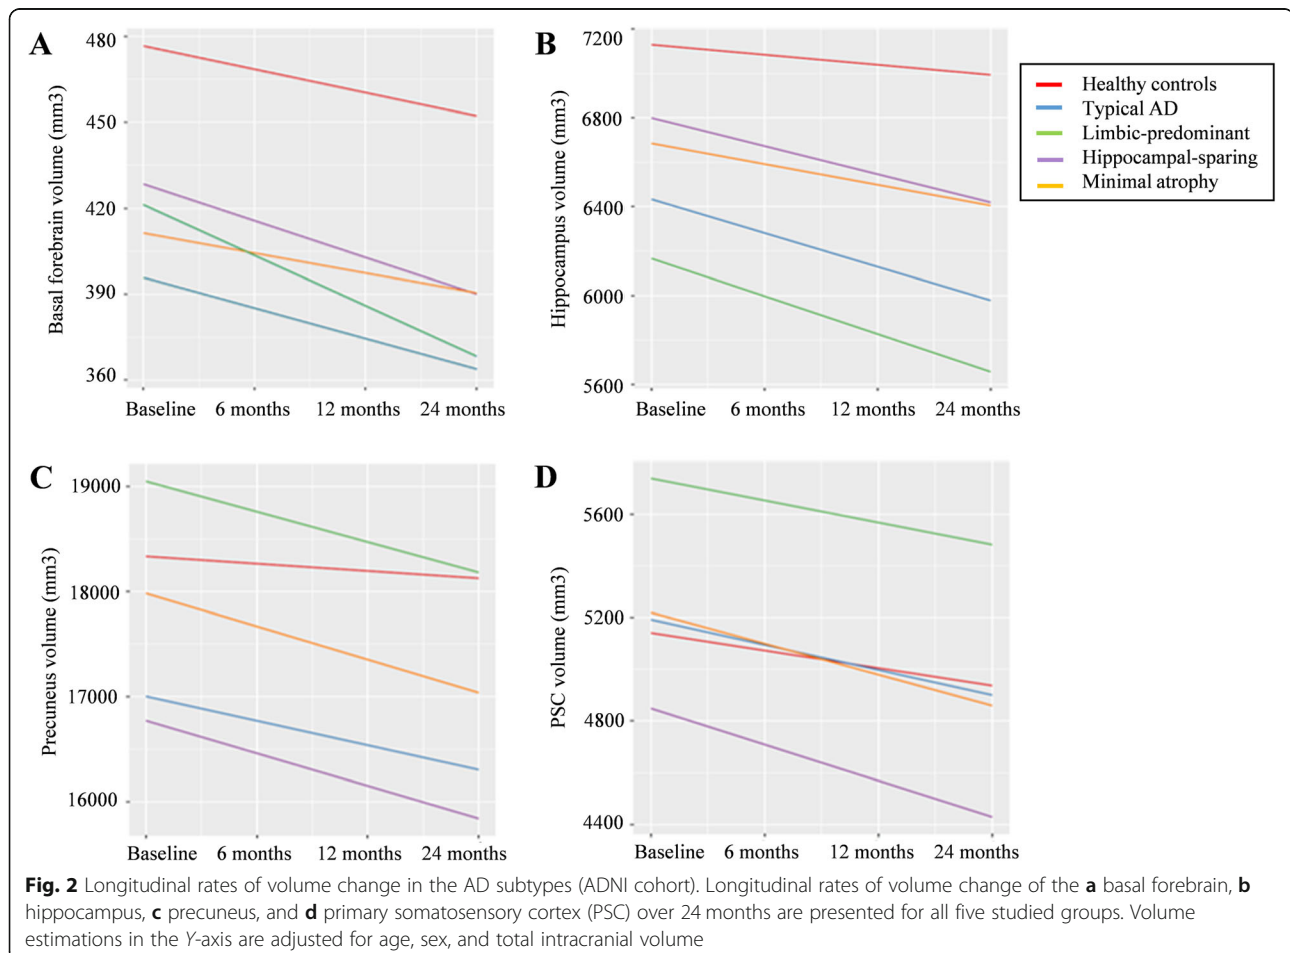 A
Basal forebrain volume (mm3)
480
450
420
390
360
Baseline 6 months 12 months 24 months
B
Hippocampus volume (mm3)
7200
6800
6400
6000
5600
Baseline 6 months 12 months 24 months
Healthy controls
Typical AD
Limbic-predominant
Hippocampal-sparing
Minimal atrophy
C
Precuneus volume (mm3)
19000
18000
17000
16000
Baseline 6 months 12 months 24 months
D
PSC volume (mm3)
5600
5200
4800
4400
Baseline 6 months 12 months 24 months
Fig. 2 Longitudinal rates of volume change in the AD subtypes (ADNI cohort). Longitudinal rates of volume change of the a basal forebrain, b
hippocampus, c precuneus, and d primary somatosensory cortex (PSC) over 24 months are presented for all five studied groups. Volume
estimations in the Y-axis are adjusted for age, sex, and total intracranial volume